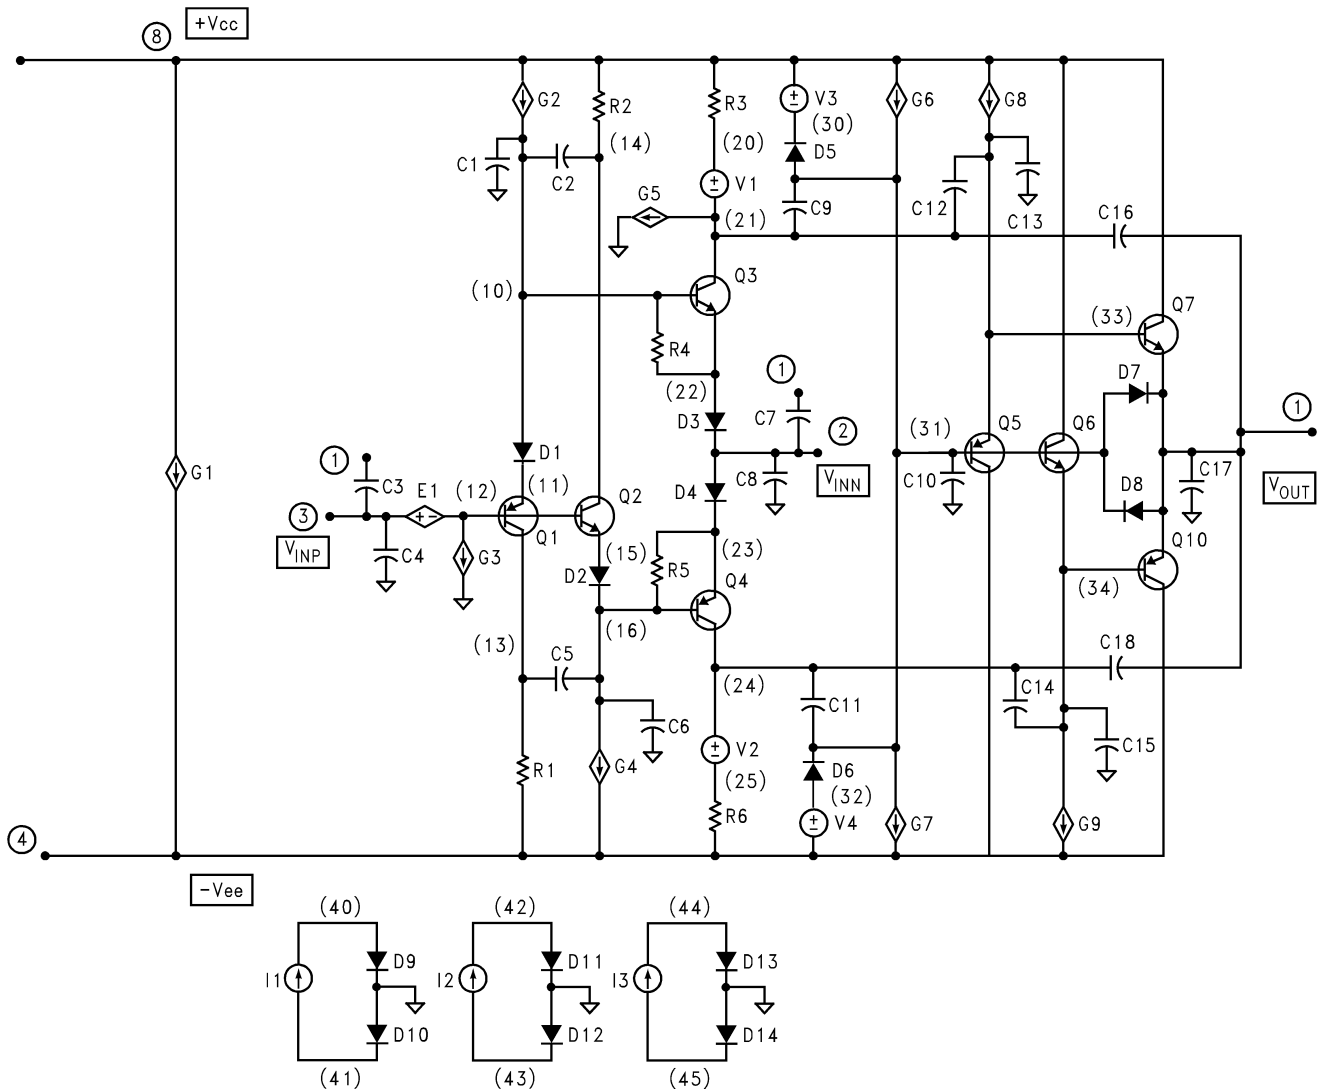 8
+Vcc
G2
R2
R3
V3
G6
G8
(30)
(14)
(20)
D5
C1
C2
V1
G5
C9
C12
(21)
C13
C16
(10)
Q3
Q7
(33)
R4
1
D7
(22)
C7
1
D3
2
(31)
Q5
Q6
1
D1
C17
G1
C3
E1
(12)
(11)
C8
VINN
C10
D8
VOUT
D4
Q2
3
VINP
C4
G3
Q1
(15)
(23)
Q10
D2
R5
Q4
(34)
(16)
(13)
C5
C18
(24)
C14
C11
C6
V2
C15
R1
G4
(25)
D6
(32)
R6
V4
G7
G9
4
-Vee
(40)
(42)
(44)
I1
D9
I2
D11
I3
D13
D10
D12
D14
(41)
(43)
(45)